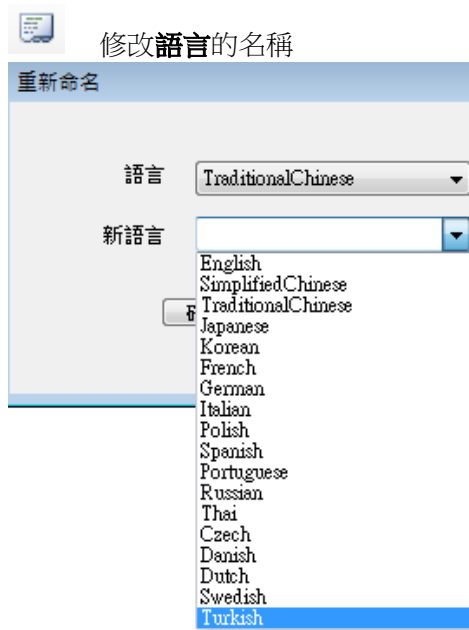 修改語言的名稱
重新命名
語言 TraditionalChinese
新語言
English
SimplifiedChinese
TraditionalChinese
Japanese
Korean
French
German
Italian
Polish
Spanish
Portuguese
Russian
Thai
Czech
Danish
Dutch
Swedish
Turkish